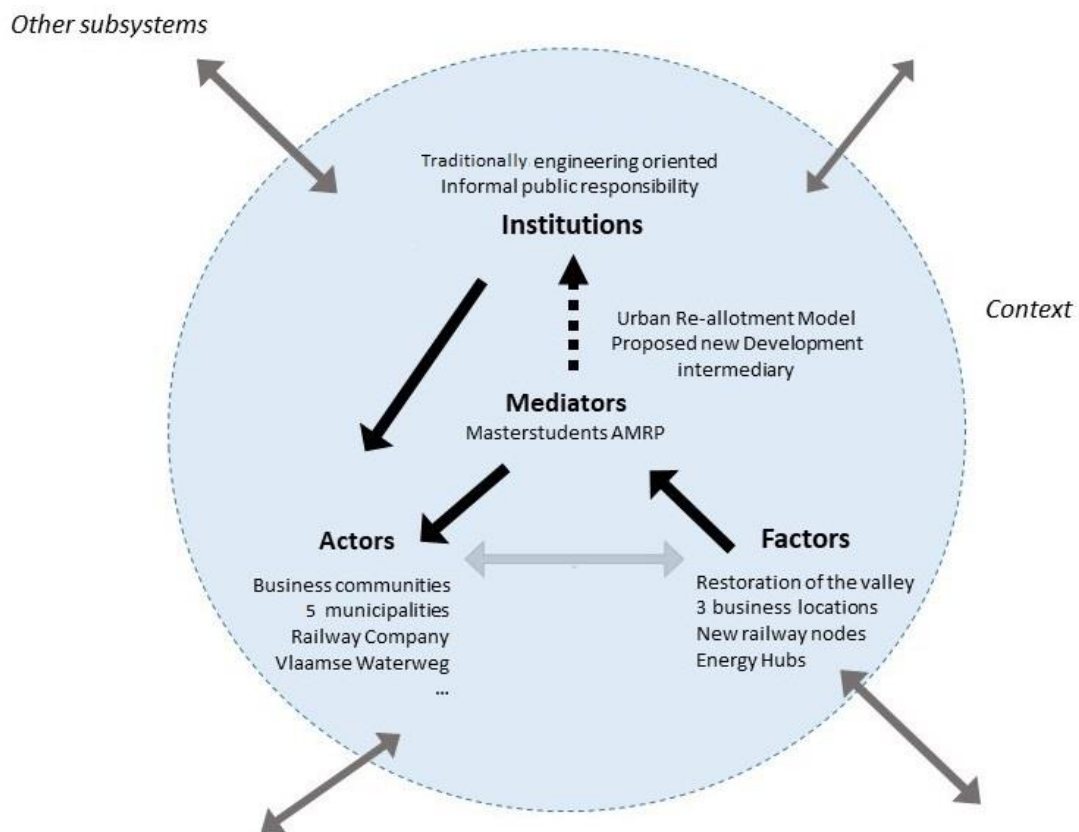 Other subsystems
Traditionally engineering oriented
Informal public responsibility
Institutions
Context
Urban Re-allotment Model
Proposed new Development
intermediary
Mediators
Masterstudents AMRP
Actors
Business communities
5 municipalities
Railway Company
Vlaamse Waterweg
...
Factors
Restoration of the valley
3 business locations
New railway nodes
Energy Hubs